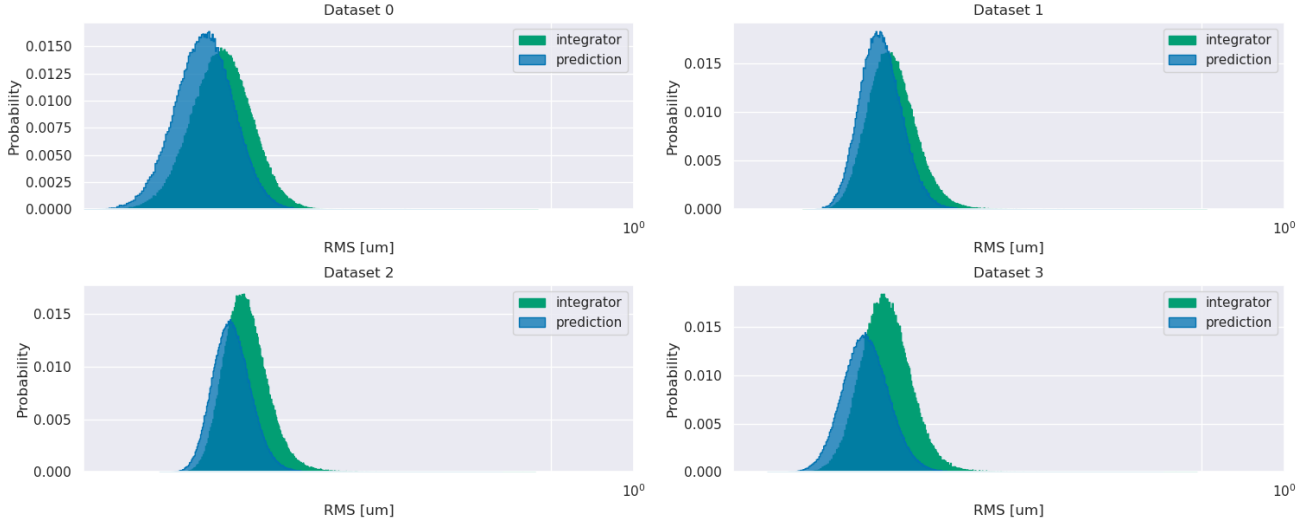 Dataset 0
0.0150
0.0125
0.0100
0.0075
0.0050
0.0025
0.0000
Probability
integrator
prediction
10⁰
RMS [um]
Dataset 1
0.015
0.010
0.005
0.000
Probability
integrator
prediction
10⁰
RMS [um]
Dataset 2
0.015
0.010
0.005
0.000
Probability
integrator
prediction
10⁰
RMS [um]
Dataset 3
0.015
0.010
0.005
0.000
Probability
integrator
prediction
10⁰
RMS [um]